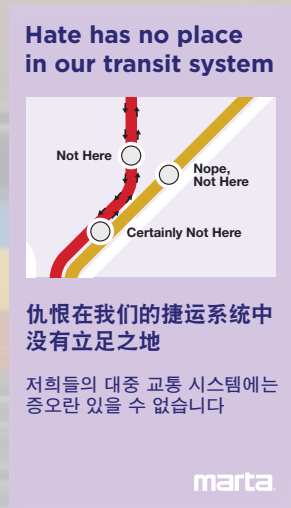 Hate has no place
in our transit system
Not Here
Nope,
Not Here
Certainly Not Here
仇恨在我们的捷运系统中
没有立足之地
저희들의 대중 교통 시스템에는
증오란 있을 수 없습니다
marta